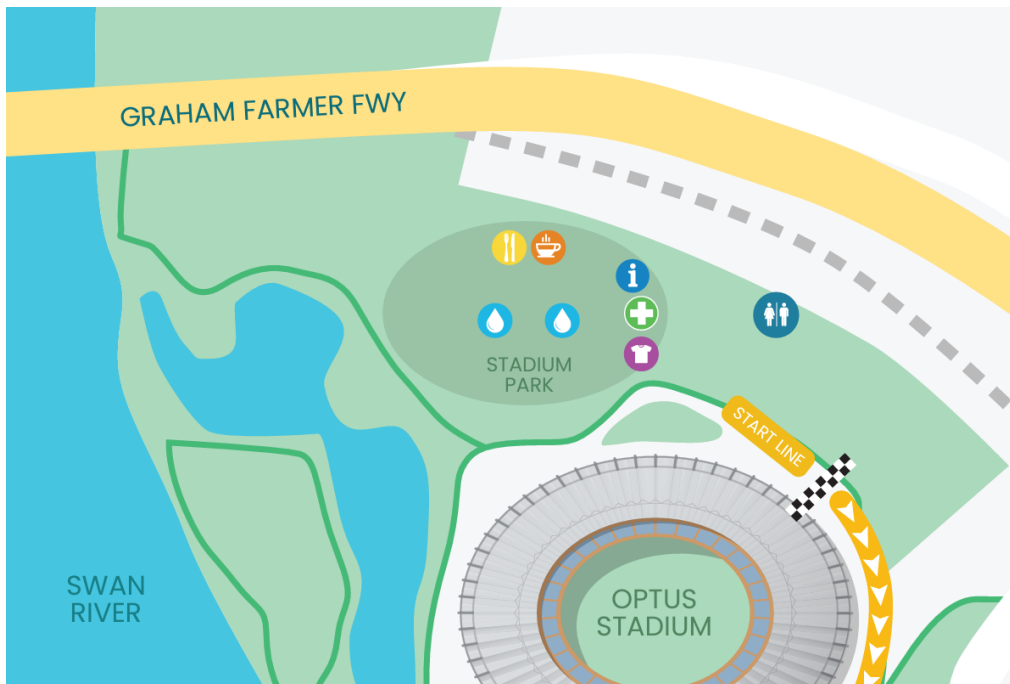 GRAHAM FARMER FWY
i
STADIUM
PARK
START LINE
SWAN
RIVER
OPTUS
STADIUM